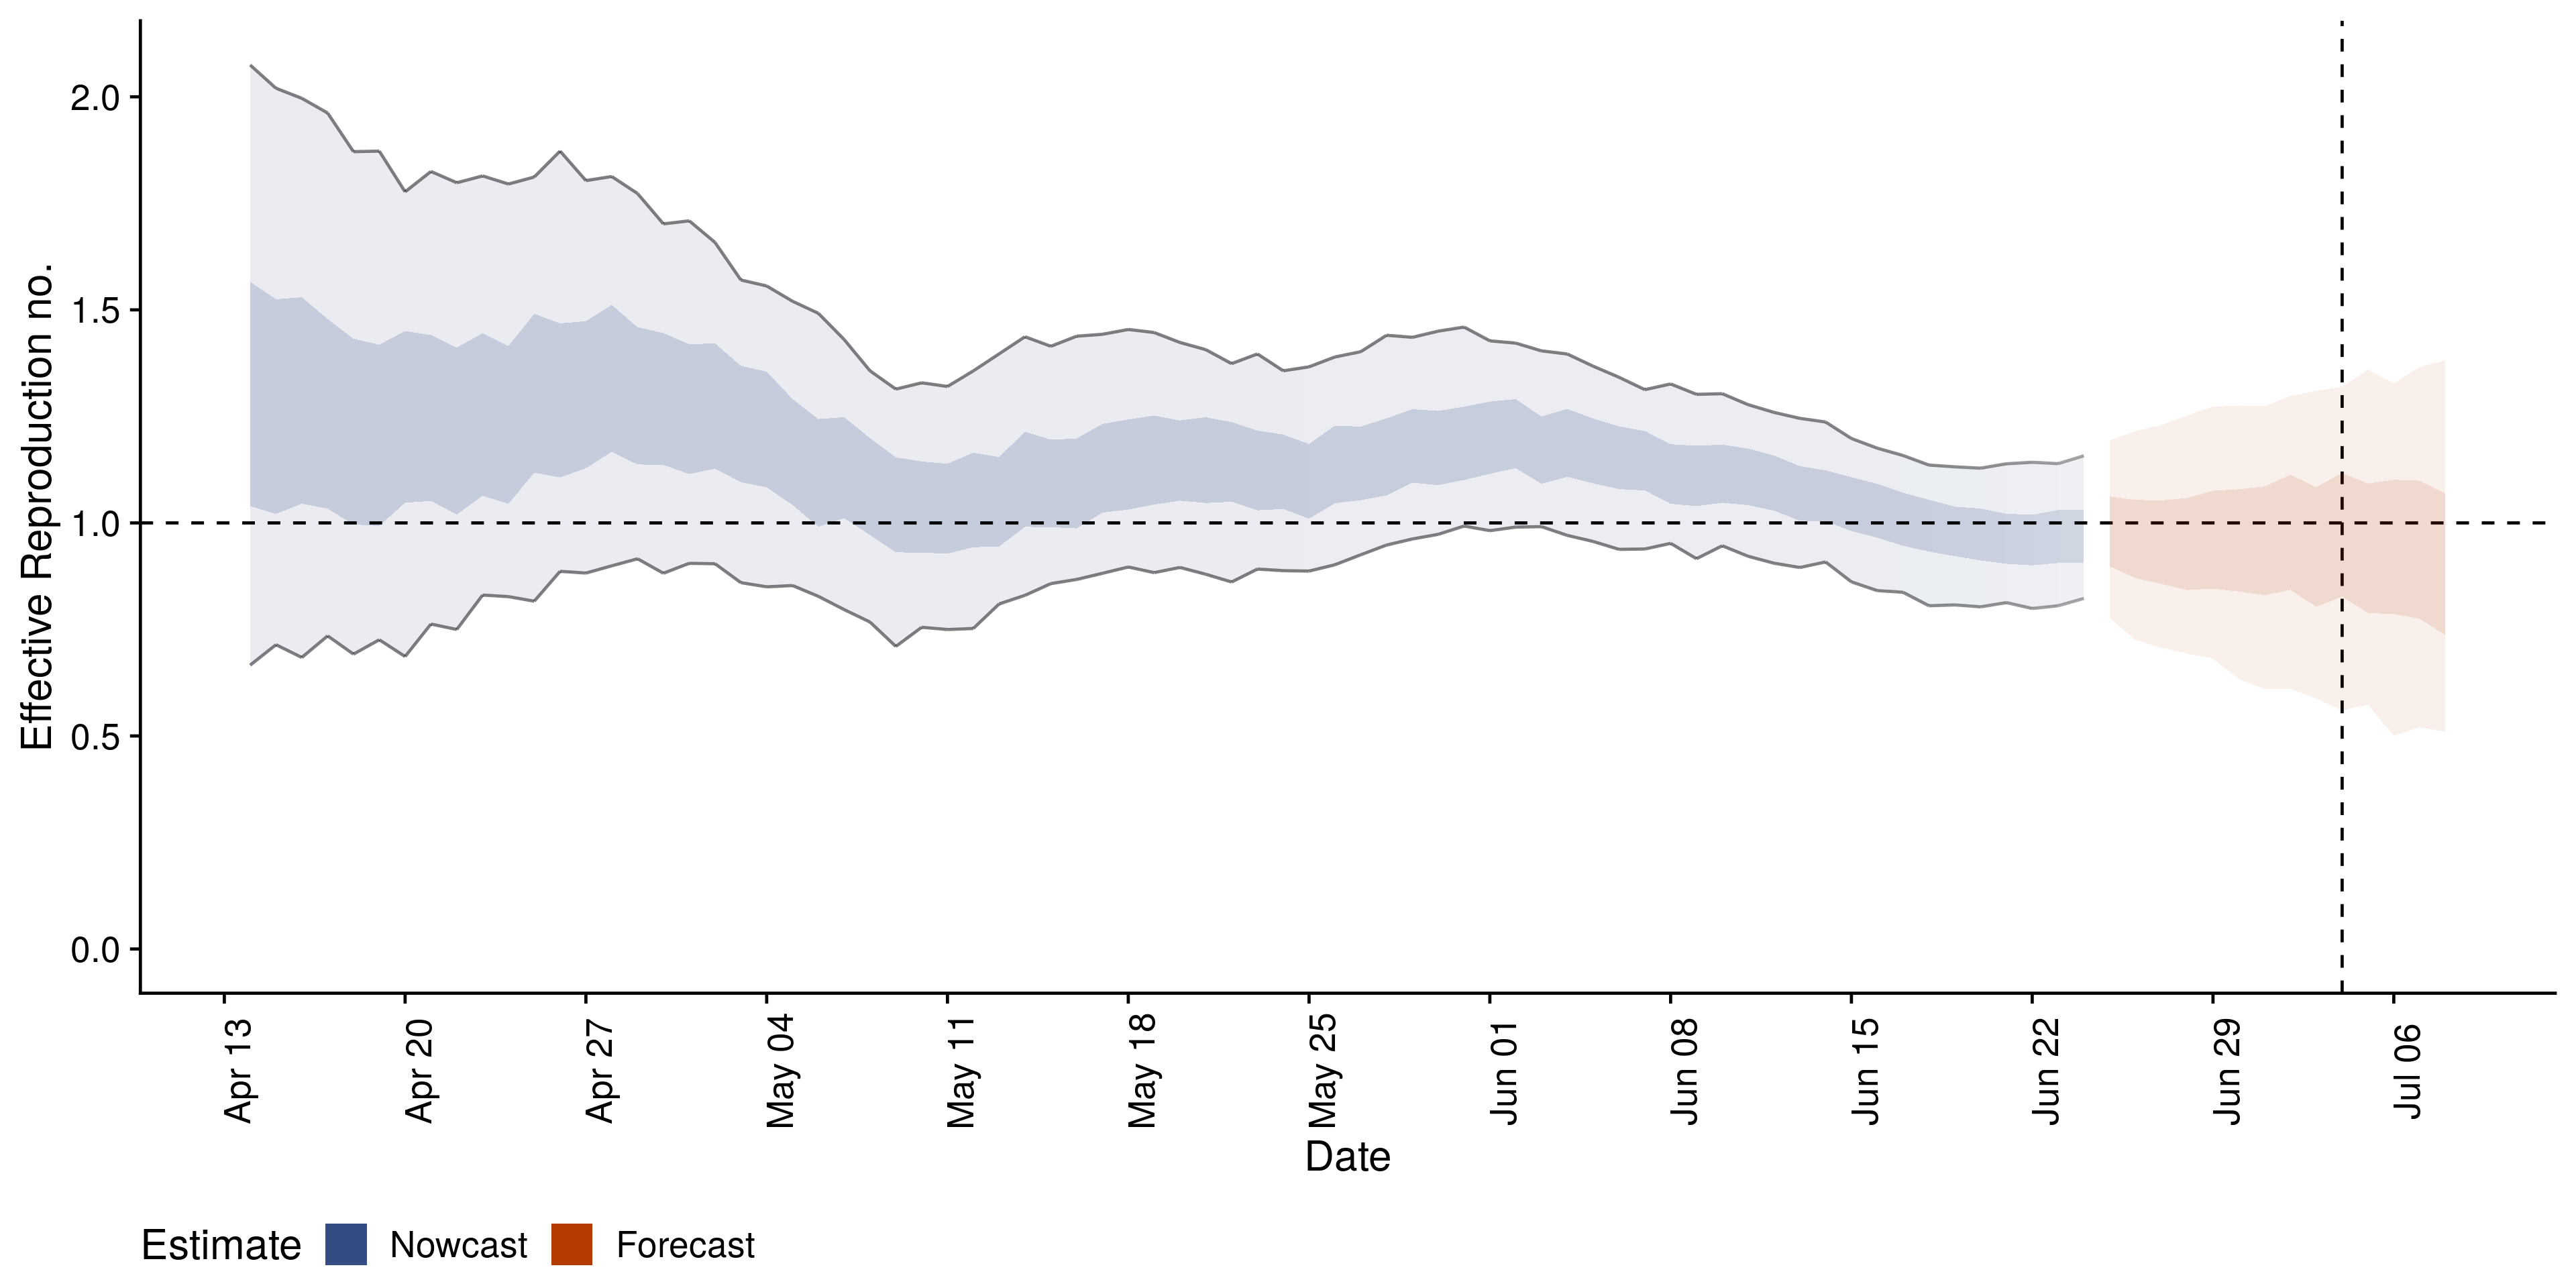 Effective Reproduction no.
2.0
1.5
1.0
0.5
0.0
Apr 13
Apr 20
Apr 27
May 04
May 11
May 18
May 25
Jun 01
Jun 08
Jun 15
Jun 22
Jun 29
Jul 06
Date
Estimate Nowcast Forecast